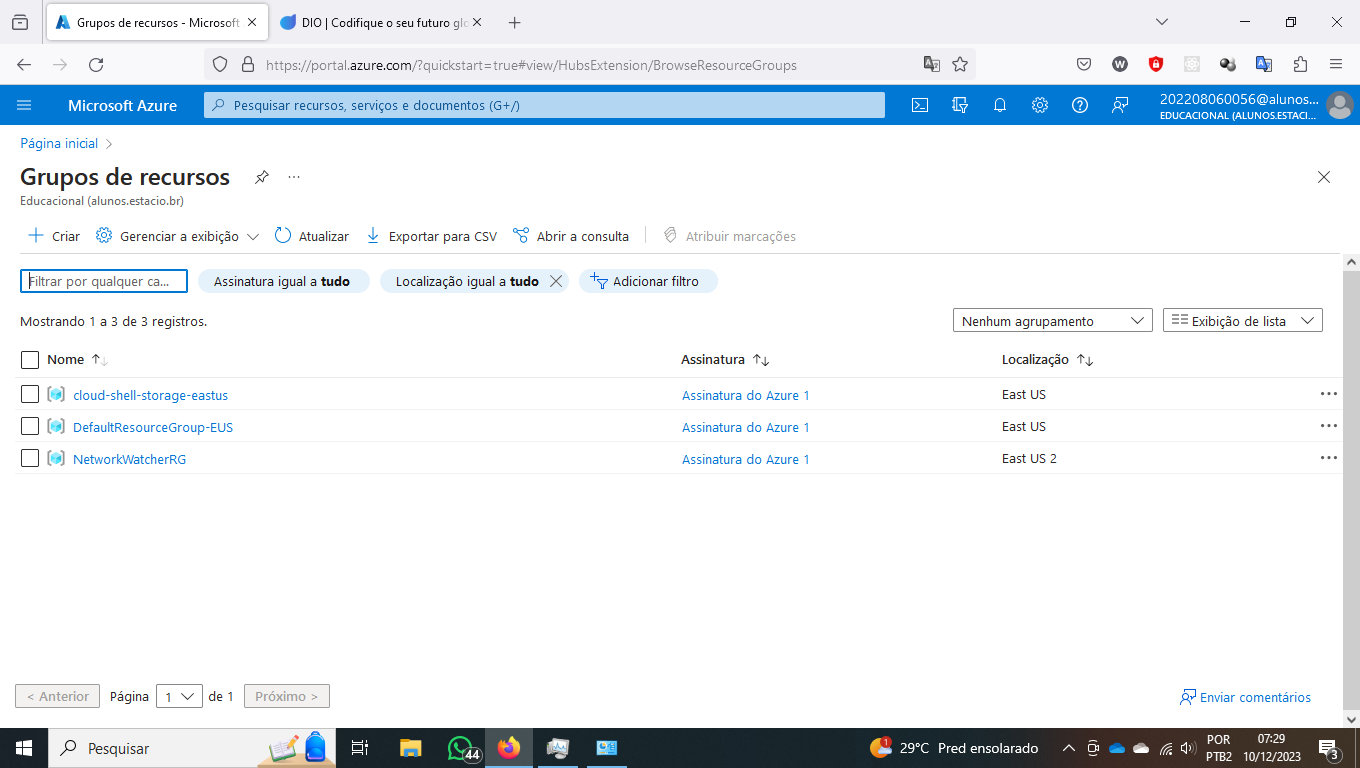 Grupos de recursos - Microsoft
DIO | Codifique o seu futuro glo
https://portal.azure.com/?quickstart=true#view/HubsExtension/BrowseResourceGroups
Microsoft Azure
Pesquisar recursos, serviços e documentos (G+/)
202208060056@alunos...
EDUCACIONAL (ALUNOS.ESTACI...
Página inicial
Grupos de recursos
Educacional (alunos.estacio.br)
Criar
Gerenciar a exibição
Atualizar
Exportar para CSV
Abrir a consulta
Atribuir marcações
Filtrar por qualquer ca...
Assinatura igual a tudo
Localização igual a tudo
Adicionar filtro
Mostrando 1 a 3 de 3 registros.
Nenhum agrupamento
Exibição de lista
Nome
Assinatura
Localização
cloud-shell-storage-eastus
Assinatura do Azure 1
East US
DefaultResourceGroup-EUS
Assinatura do Azure 1
East US
NetworkWatcherRG
Assinatura do Azure 1
East US 2
< Anterior
Página
1
de 1
Próximo >
Enviar comentários
Pesquisar
44
1
29°C Pred ensolarado
POR
PTB2
07:29
10/12/2023
3